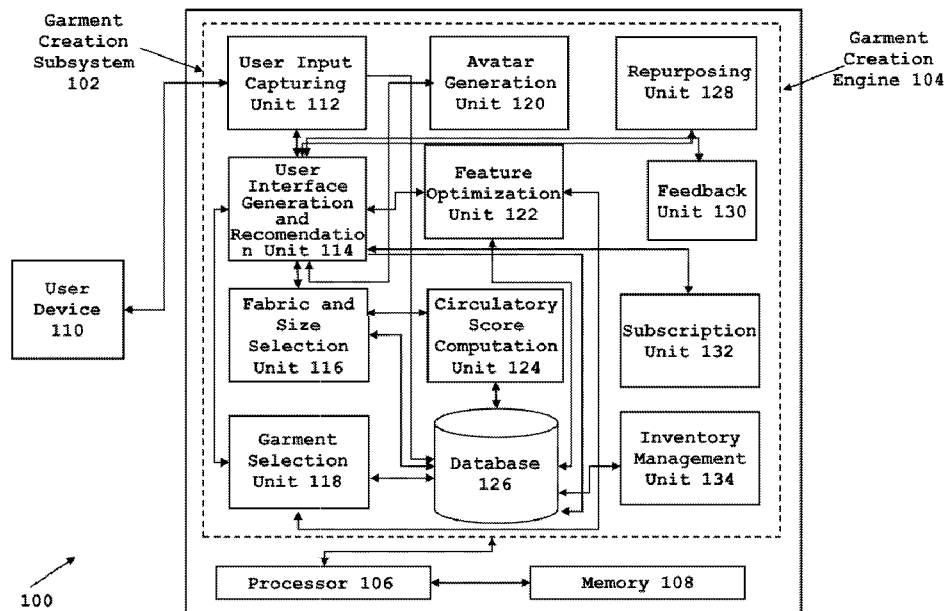 Garment
Creation
Subsystem
102
Garment
Creation
Engine 104
User Input
Capturing
Unit 112
Avatar
Generation
Unit 120
Repurposing
Unit 128
User
Interface
Generation
and
Recomendatio
n Unit 114
Feature
Optimization
Unit 122
Feedback
Unit 130
User
Device
110
Fabric and
Size
Selection
Unit 116
Circulatory
Score
Computation
Unit 124
Subscription
Unit 132
Garment
Selection
Unit 118
Database
126
Inventory
Management
Unit 134
Processor 106
Memory 108
100